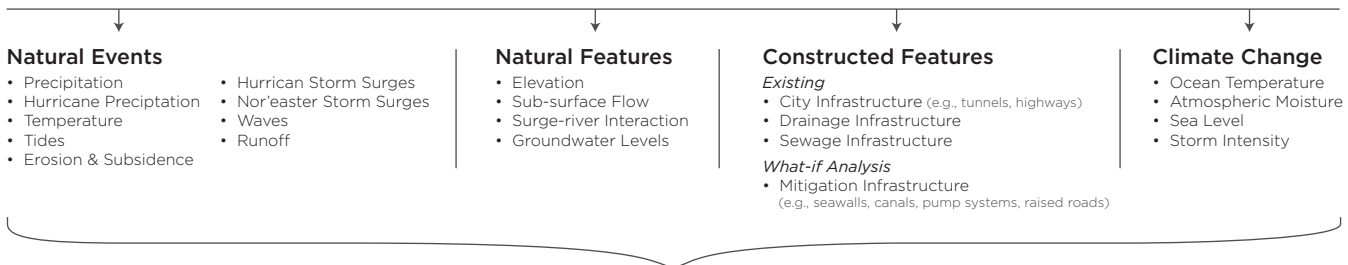 Natural Events
• Precipitation
• Hurricane Preciptation
• Temperature
• Tides
• Erosion & Subsidence
• Hurrican Storm Surges
• Nor'easter Storm Surges
• Waves
• Runoff
Natural Features
• Elevation
• Sub-surface Flow
• Surge-river Interaction
• Groundwater Levels
Constructed Features
Existing
• City Infrastructure (e.g., tunnels, highways)
• Drainage Infrastructure
• Sewage Infrastructure
What-if Analysis
• Mitigation Infrastructure
(e.g., seawalls, canals, pump systems, raised roads)
Climate Change
• Ocean Temperature
• Atmospheric Moisture
• Sea Level
• Storm Intensity